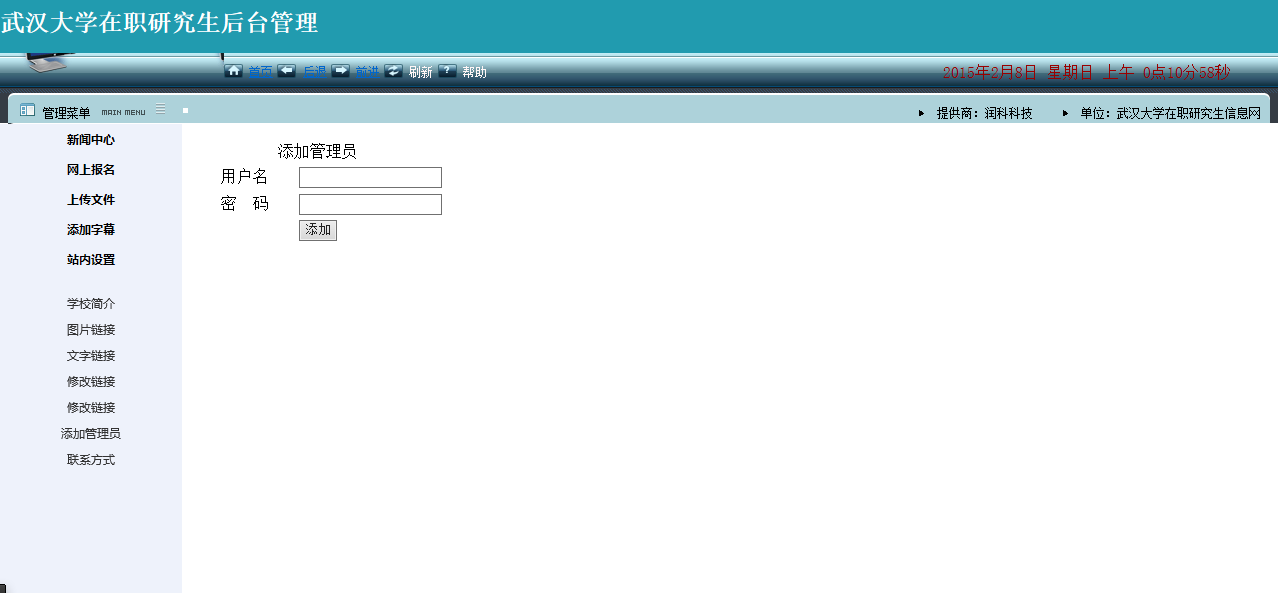 武汉大学在职研究生后台管理
首页 后退 前进 刷新 ? 帮助 2015年2月8日 星期日 上午 0点10分58秒
管理菜单 MAIN MENU 提供商：润科科技 单位：武汉大学在职研究生信息网
新闻中心
网上报名
上传文件
添加字幕
站内设置
学校简介
图片链接
文字链接
修改链接
修改链接
添加管理员
联系方式
添加管理员
用户名
密 码
添加